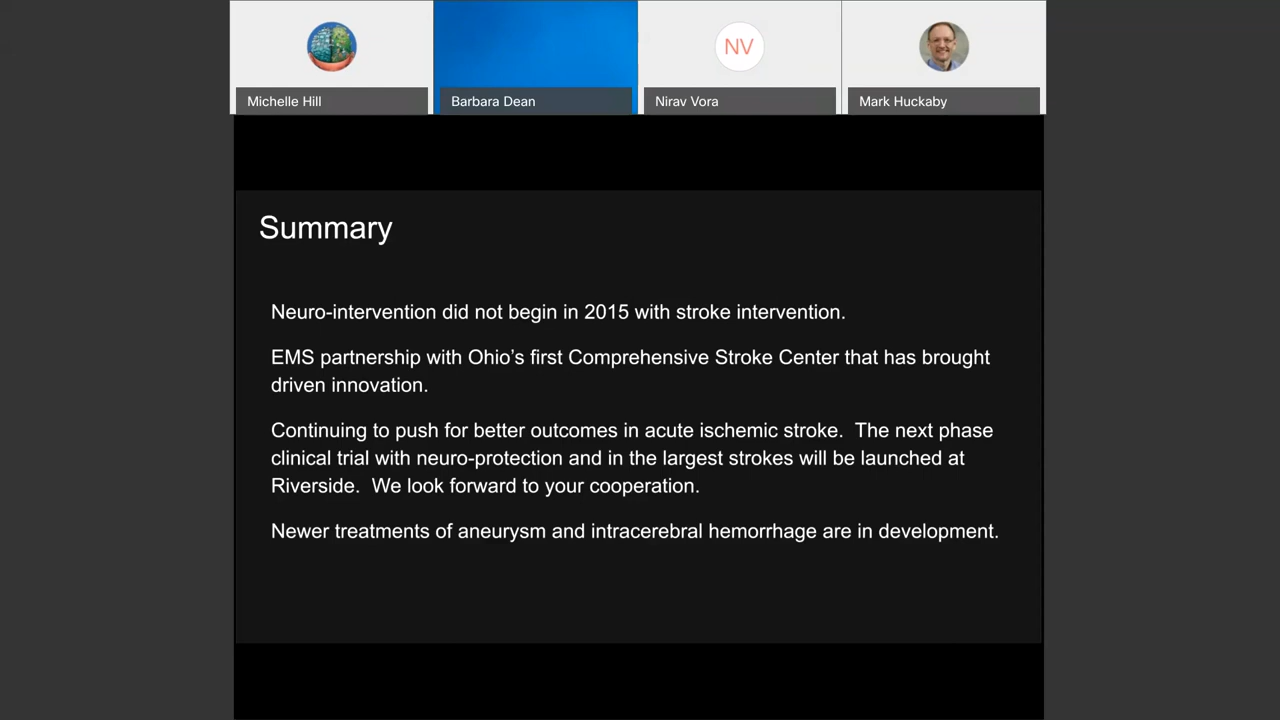 Michelle Hill
Barbara Dean
NV
Nirav Vora
Mark Huckaby
Summary
Neuro-intervention did not begin in 2015 with stroke intervention.
EMS partnership with Ohio’s first Comprehensive Stroke Center that has brought
driven innovation.
Continuing to push for better outcomes in acute ischemic stroke.  The next phase
clinical trial with neuro-protection and in the largest strokes will be launched at
Riverside.  We look forward to your cooperation.
Newer treatments of aneurysm and intracerebral hemorrhage are in development.